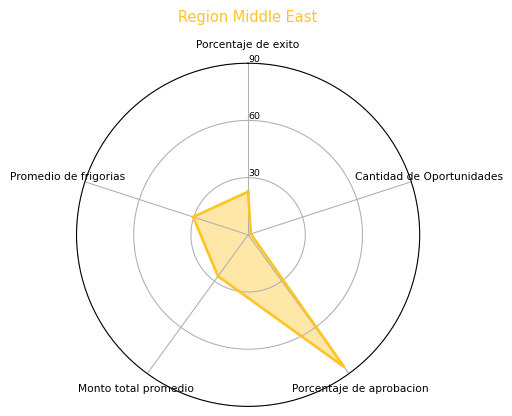 Region Middle East
Porcentaje de exito
90
60
30
Promedio de frigorias
Cantidad de Oportunidades
Monto total promedio
Porcentaje de aprobacion